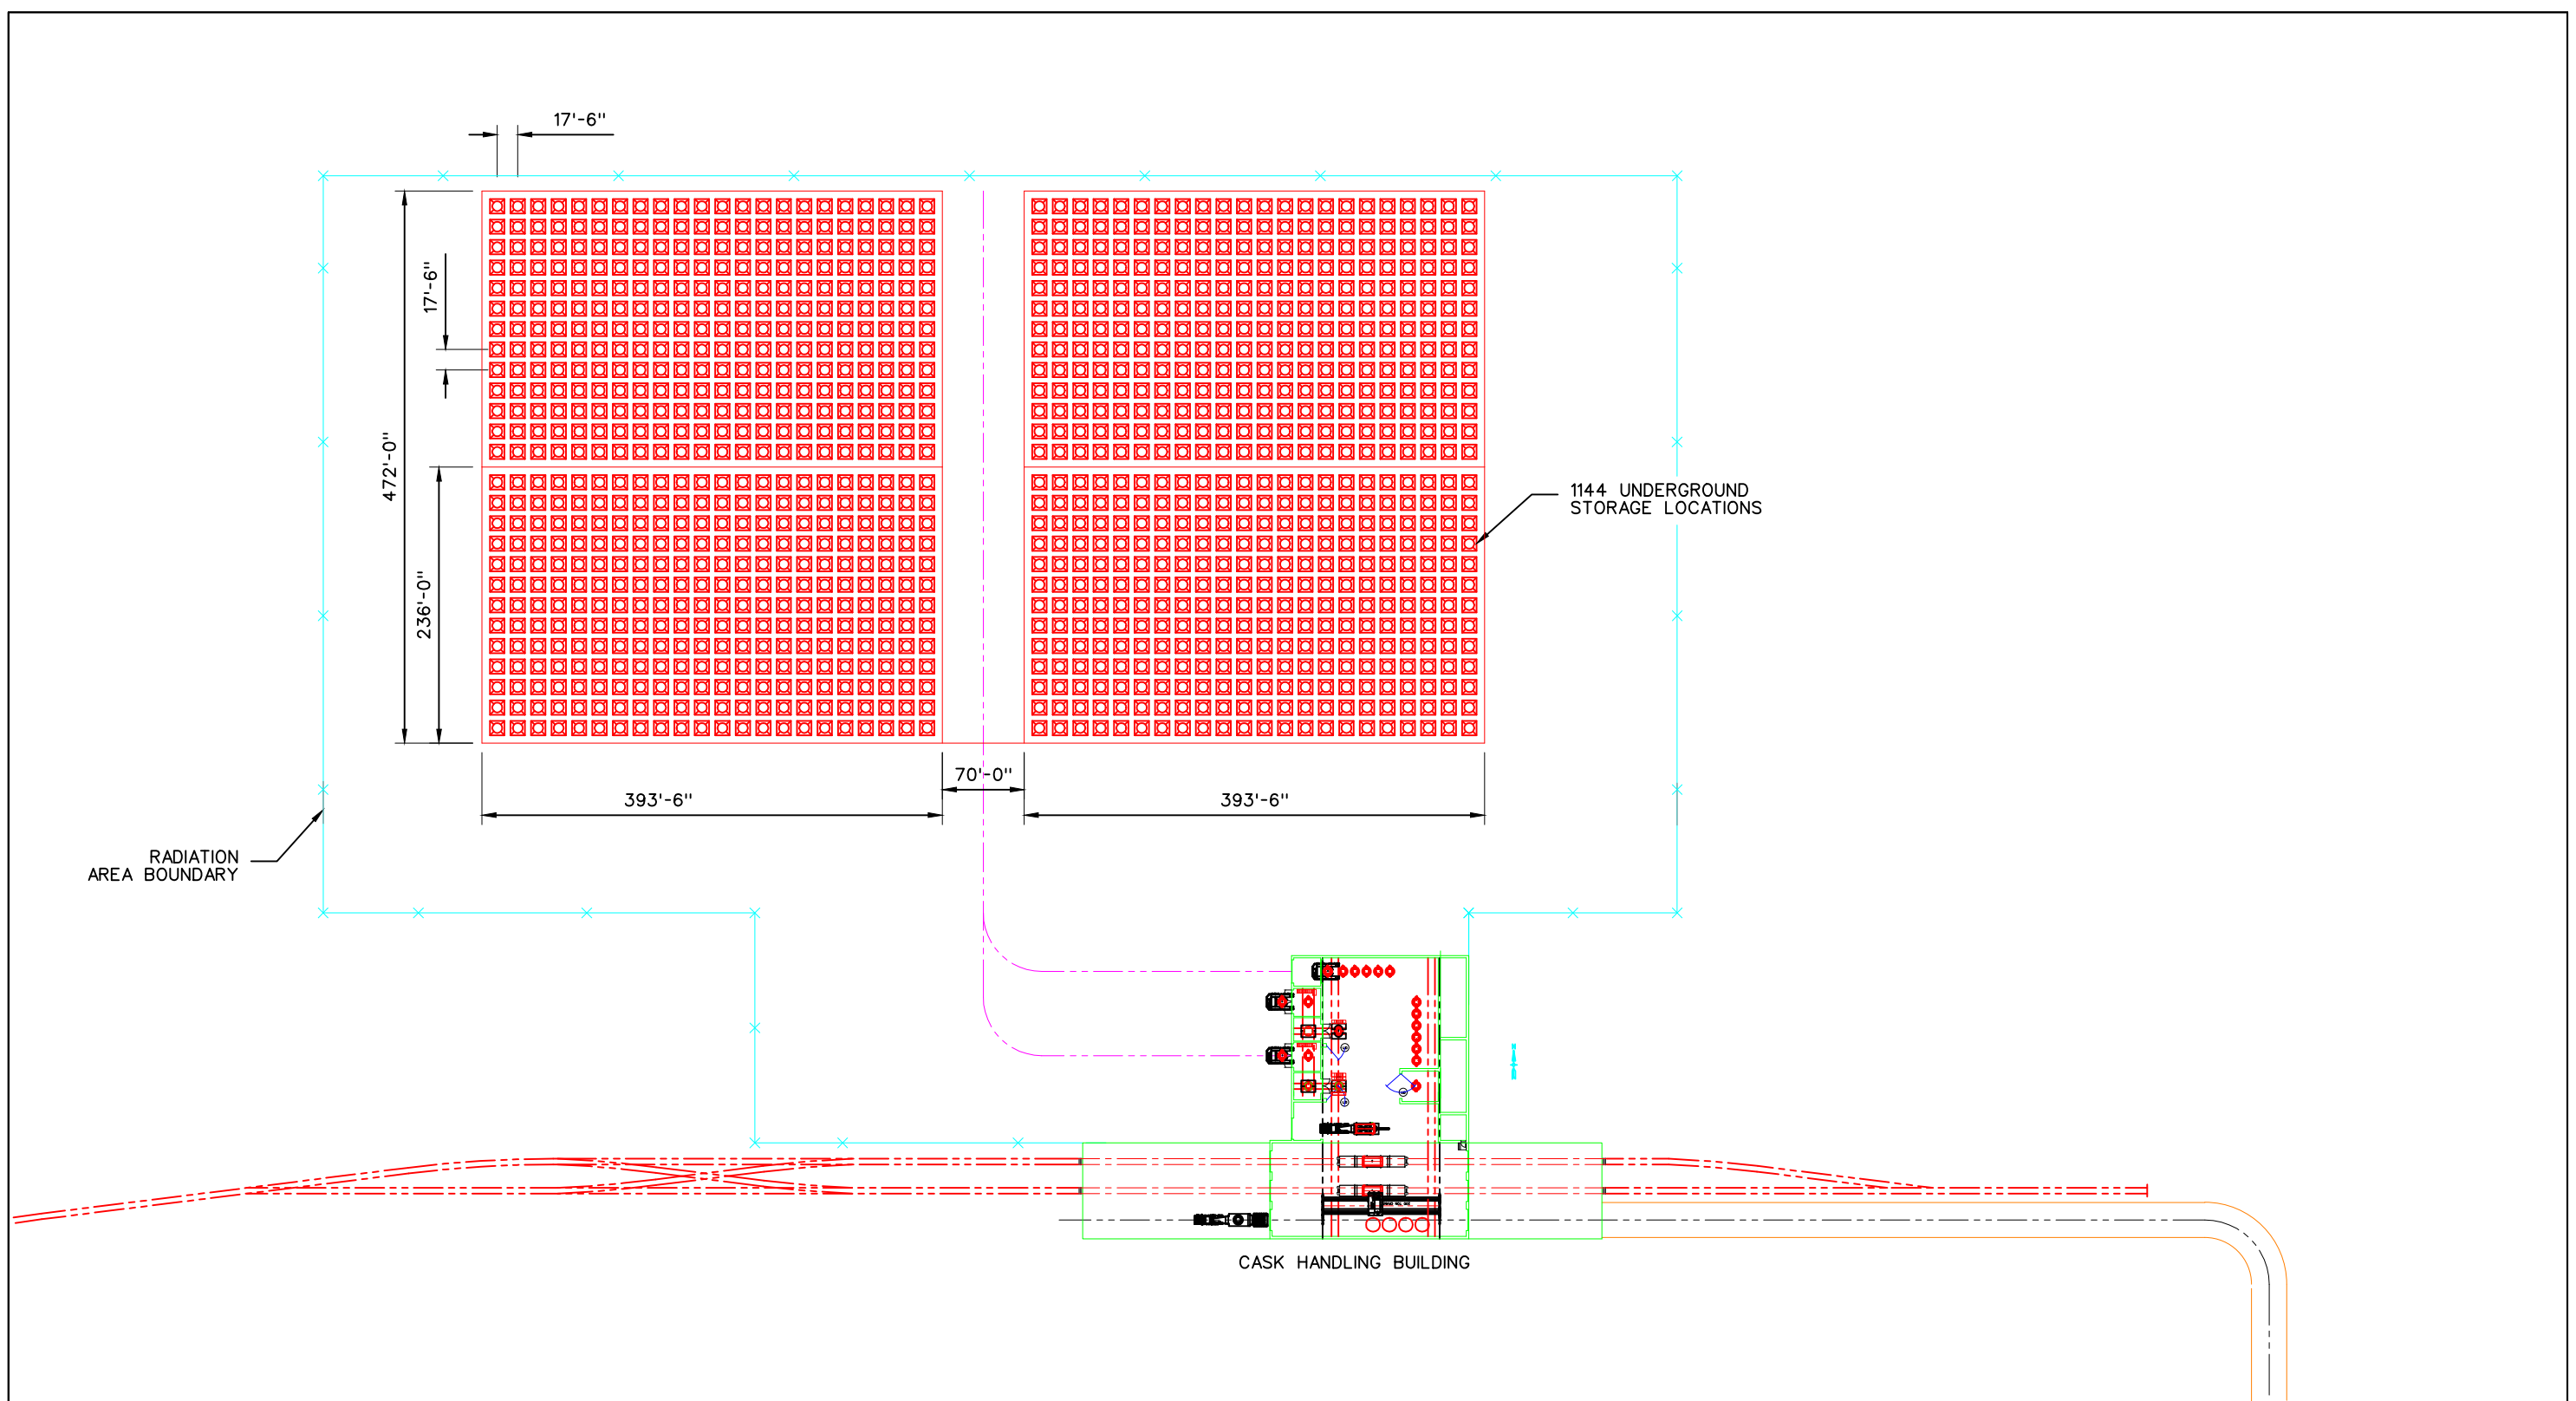 17'-6"
17'-6"
472'-0"
236'-0"
1144 UNDERGROUND
STORAGE LOCATIONS
70'-0"
393'-6"
393'-6"
RADIATION
AREA BOUNDARY
CASK HANDLING BUILDING